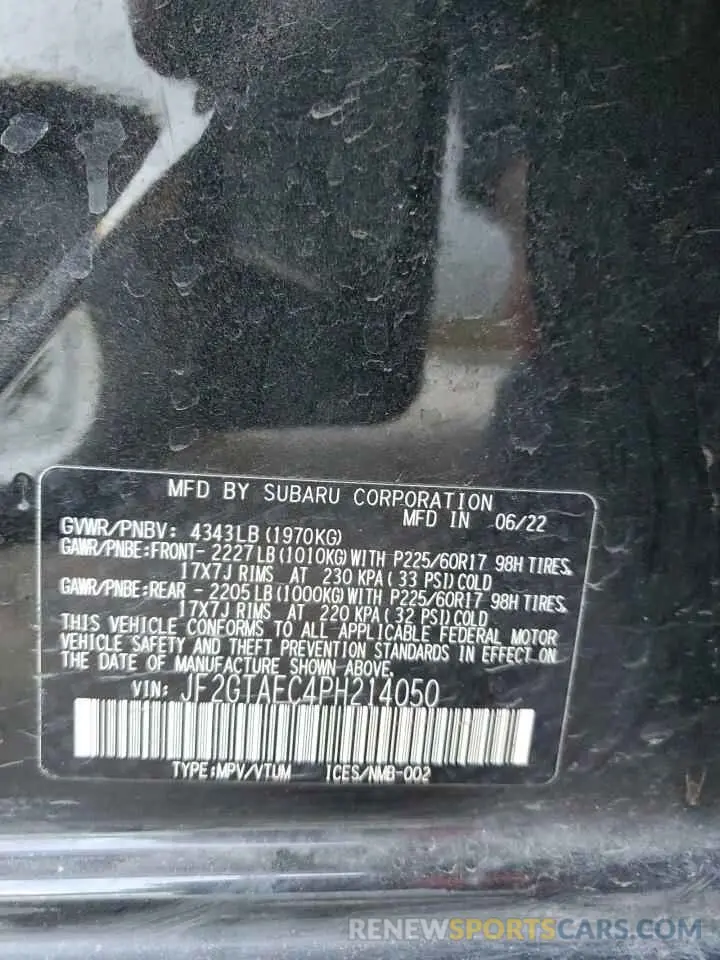 MFD BY SUBARU CORPORATION
MFD IN 06/22
GVWR/PNBV: 4343LB (1970KG)
GAWR/PNBE:FRONT- 2227LB (1010KG) WITH P225/60R17 98H TIRES,
17X7J RIMS AT 230 KPA ( 33 PSI) COLD
GAWR/PNBE:REAR - 2205LB (1000KG) WITH P225/60R17 98H TIRES,
17X7J RIMS AT 220 KPA ( 32 PSI) COLD
THIS VEHICLE CONFORMS TO ALL APPLICABLE FEDERAL MOTOR
VEHICLE SAFETY AND THEFT PREVENTION STANDARDS IN EFFECT ON
THE DATE OF MANUFACTURE SHOWN ABOVE.
VIN: JF2GTAEC4PH214050
TYPE:MPV/VTUM ICES/NMB-002
RENEWSPORTSCARS.COM